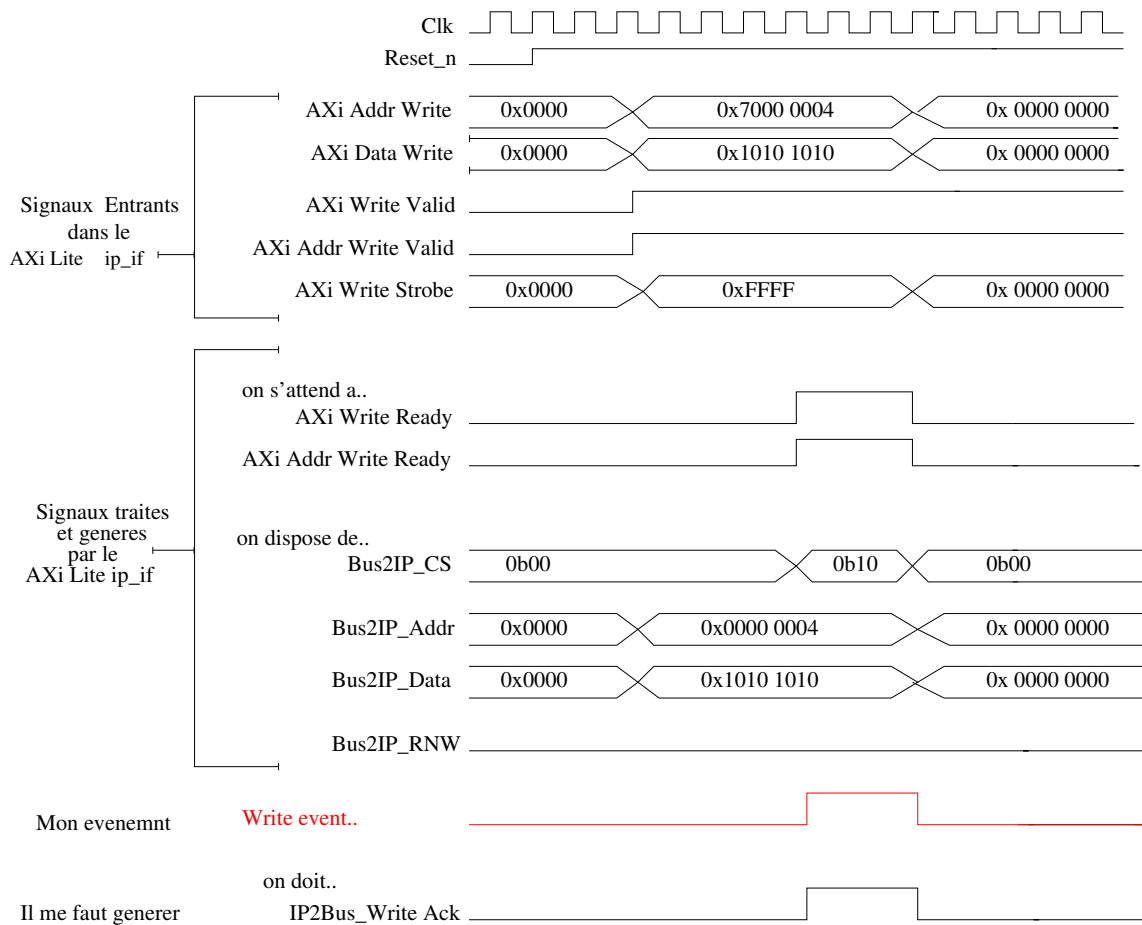 Clk
Reset_n
AXi Addr Write 0x0000 0x7000 0004 0x 0000 0000
AXi Data Write 0x0000 0x1010 1010 0x 0000 0000
Signaux Entrants
dans le
AXi Lite ip_if
AXi Write Valid
AXi Addr Write Valid
AXi Write Strobe 0x0000 0xFFFF 0x 0000 0000
on s'attend a..
AXi Write Ready
AXi Addr Write Ready
Signaux traites
et generes
par le
AXi Lite ip_if
on dispose de..
Bus2IP_CS 0b00 0b10 0b00
Bus2IP_Addr 0x0000 0x0000 0004 0x 0000 0000
Bus2IP_Data 0x0000 0x1010 1010 0x 0000 0000
Bus2IP_RNW
Mon evenemnt Write event..
on doit..
Il me faut generer IP2Bus_Write Ack